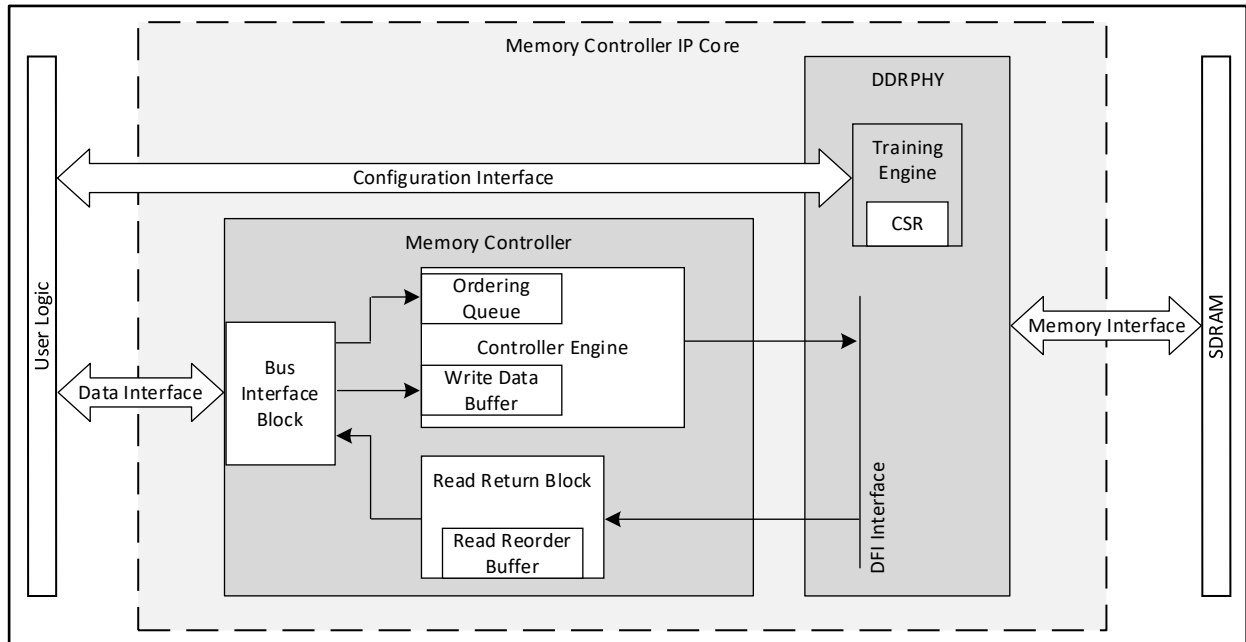 Memory Controller IP Core
DDRPHY
Training
Engine
CSR
Configuration Interface
Memory Controller
Ordering
Queue
Controller Engine
Write Data
Buffer
Bus
Interface
Block
Read Return Block
Read Reorder
Buffer
User Logic
Data Interface
DFI Interface
Memory Interface
SDRAM